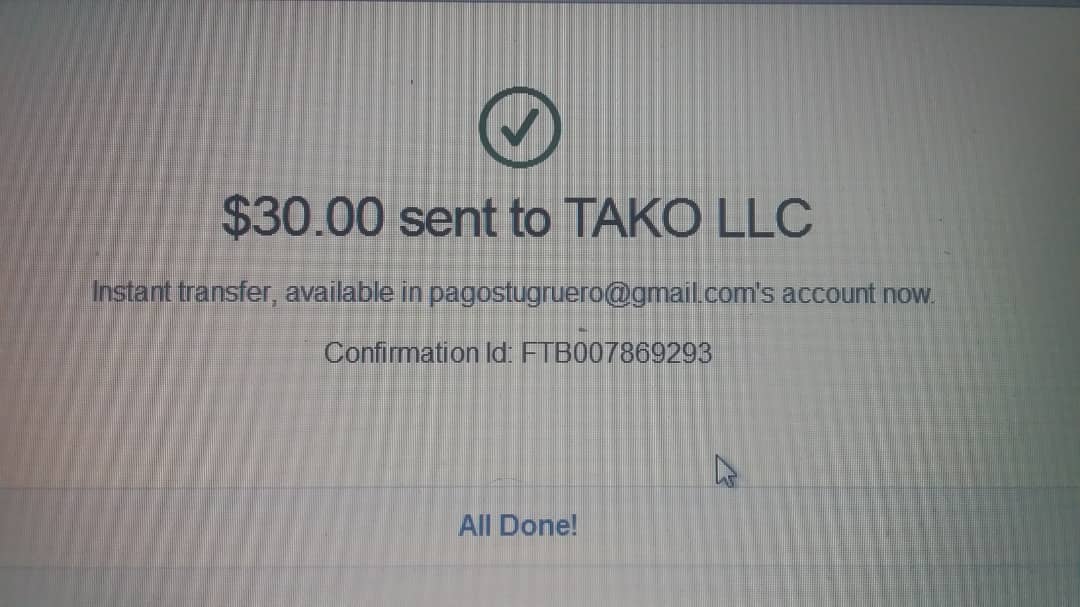 $30.00 sent to TAKO LLC
Instant transfer, available in pagostugruero@gmail.com's account now.
Confirmation Id: FTB007869293
All Done!